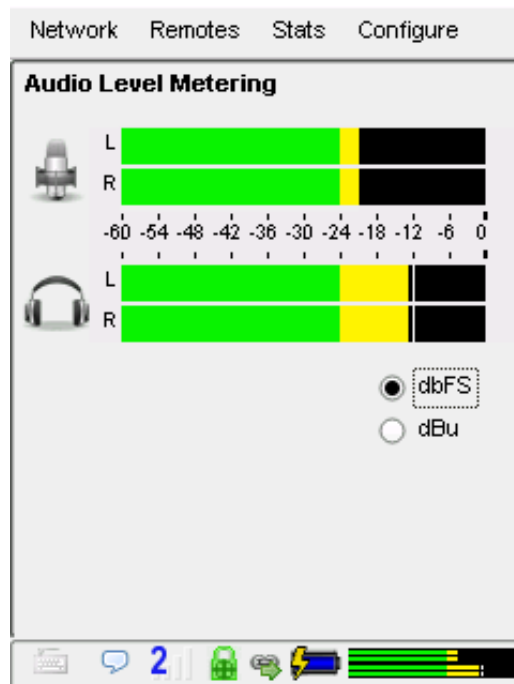 Network Remotes Stats Configure
Audio Level Metering
L
R
-60 -54 -48 -42 -36 -30 -24 -18 -12 -6 0
L
R
dbFS
dBu
2